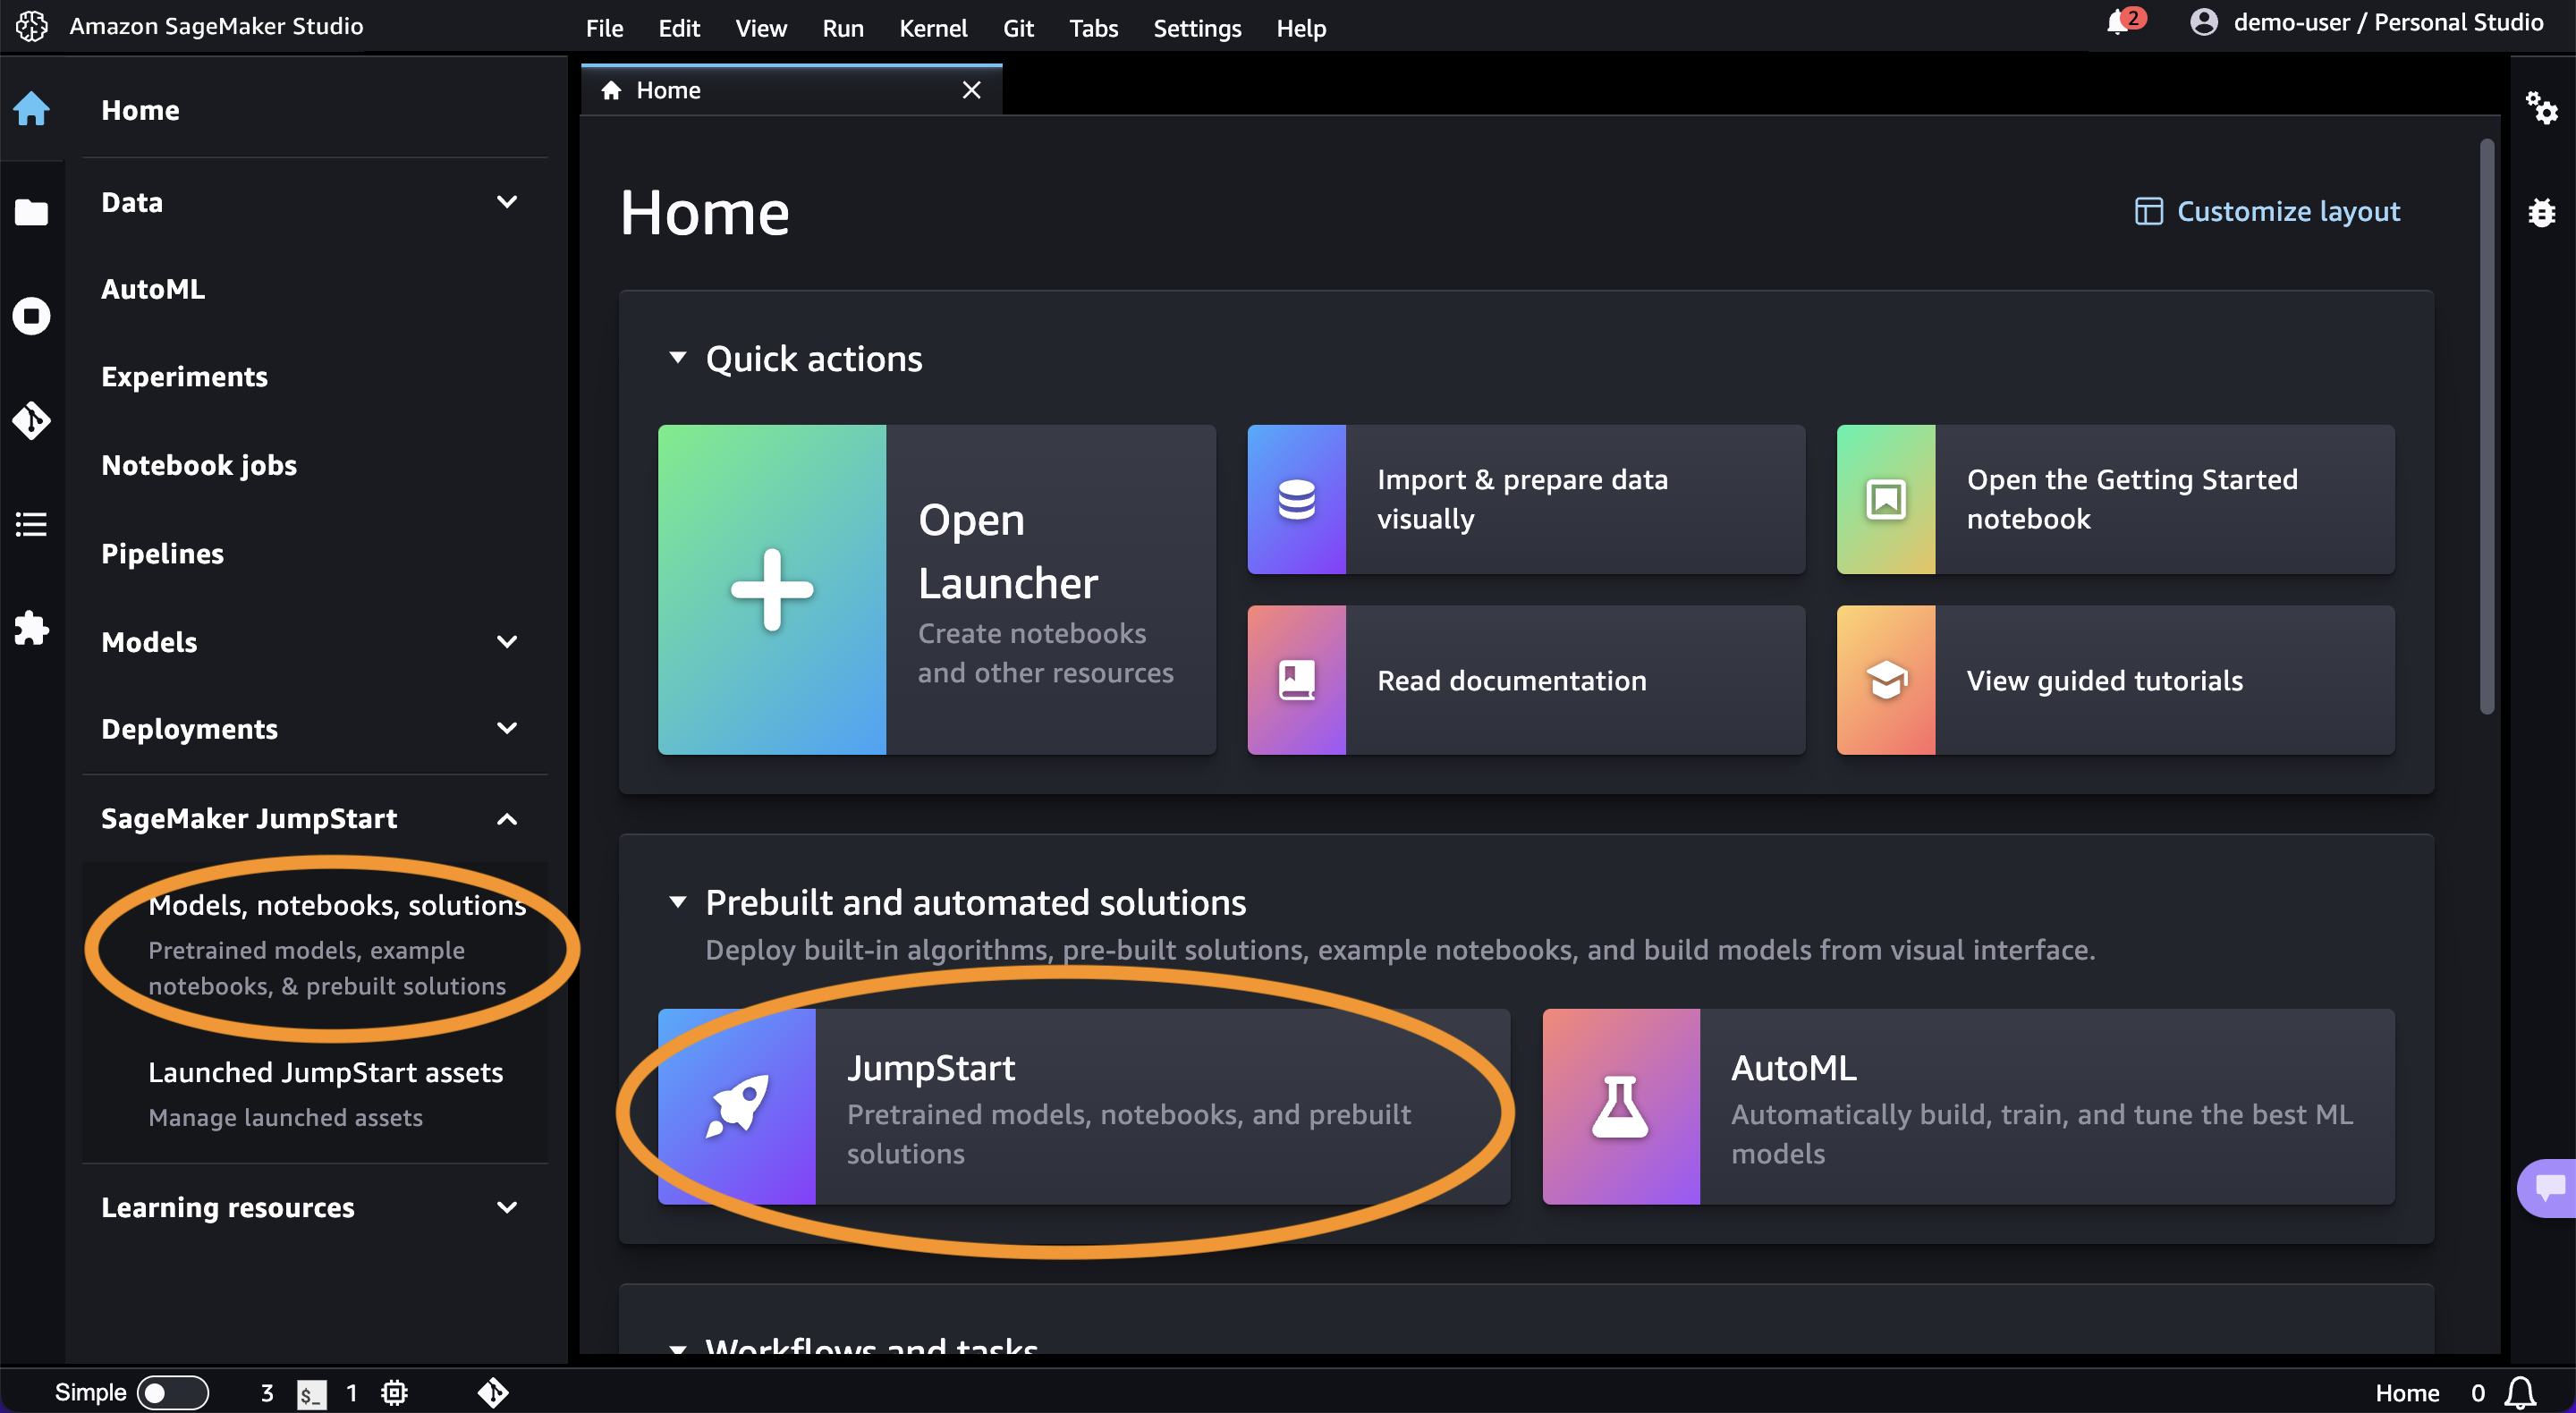 Amazon SageMaker Studio
File Edit View Run Kernel Git Tabs Settings Help
2
demo-user / Personal Studio
Home
Data
AutoML
Experiments
Notebook jobs
Pipelines
Models
Deployments
SageMaker JumpStart
Models, notebooks, solutions
Pretrained models, example
notebooks, & prebuilt solutions
Launched JumpStart assets
Manage launched assets
Learning resources
Home
Home
Customize layout
Quick actions
Open
Launcher
Create notebooks
and other resources
Import & prepare data
visually
Open the Getting Started
notebook
Read documentation
View guided tutorials
Prebuilt and automated solutions
Deploy built-in algorithms, pre-built solutions, example notebooks, and build models from visual interface.
JumpStart
Pretrained models, notebooks, and prebuilt
solutions
AutoML
Automatically build, train, and tune the best ML
models
Workflows and tasks
Simple 3 $_ 1
Home 0